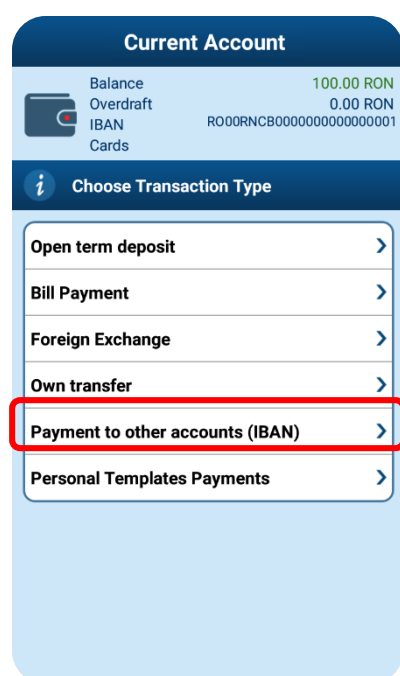 Current Account
Balance 100.00 RON
Overdraft 0.00 RON
IBAN RO00RNCB0000000000000001
Cards
i Choose Transaction Type
Open term deposit
Bill Payment
Foreign Exchange
Own transfer
Payment to other accounts (IBAN)
Personal Templates Payments